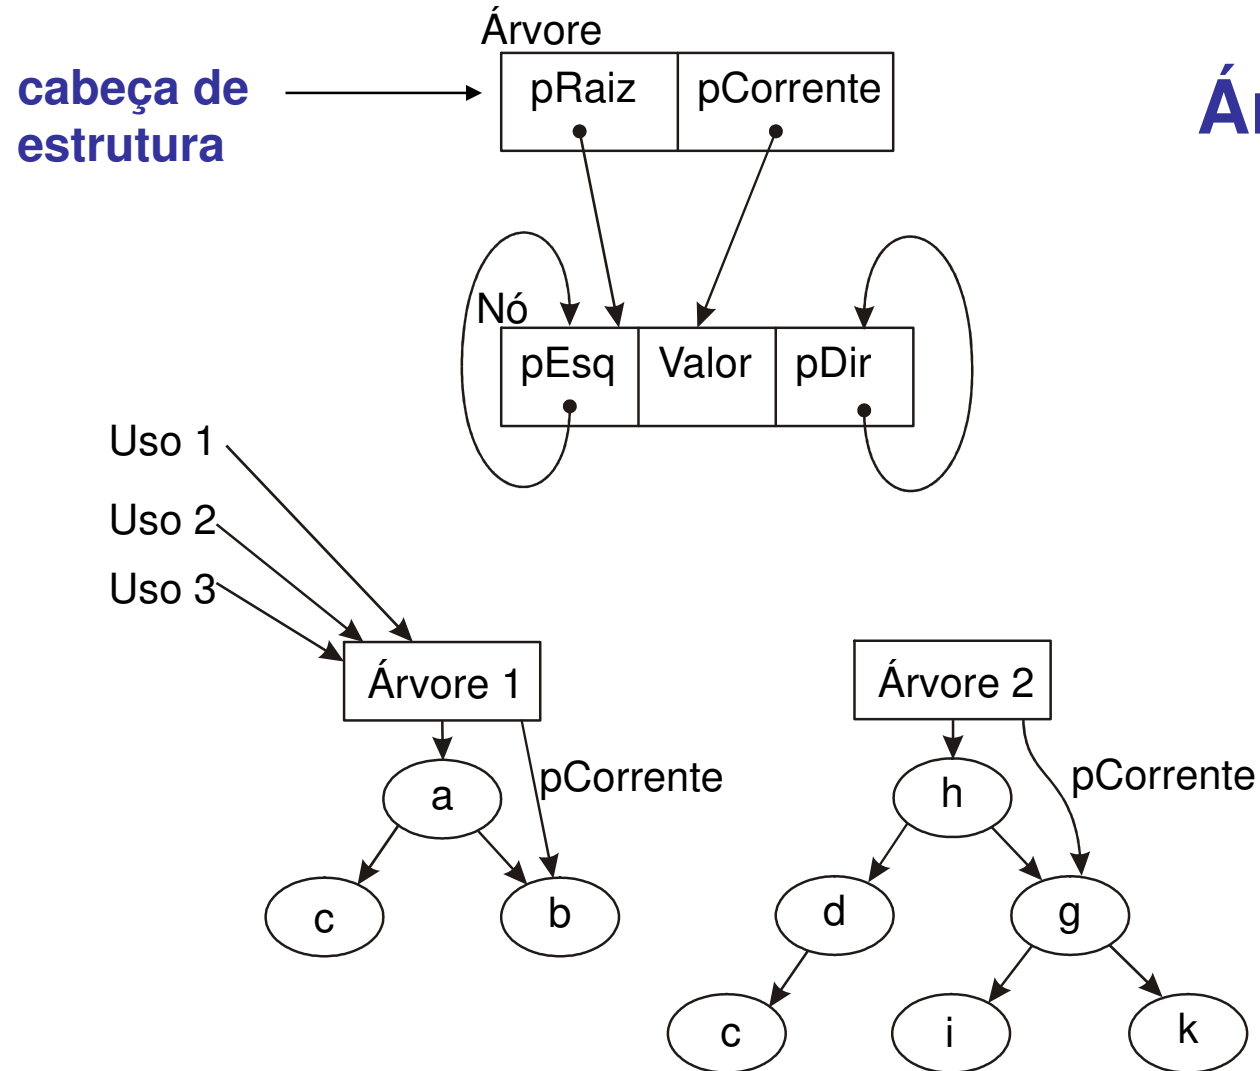 Árvore
cabeça de
estrutura
pRaiz pCorrente
Nó
pEsq Valor pDir
Uso 1
Uso 2
Uso 3
Árvore 1
Árvore 2
pCorrente
pCorrente
a
h
c
b
d
g
c
i
k